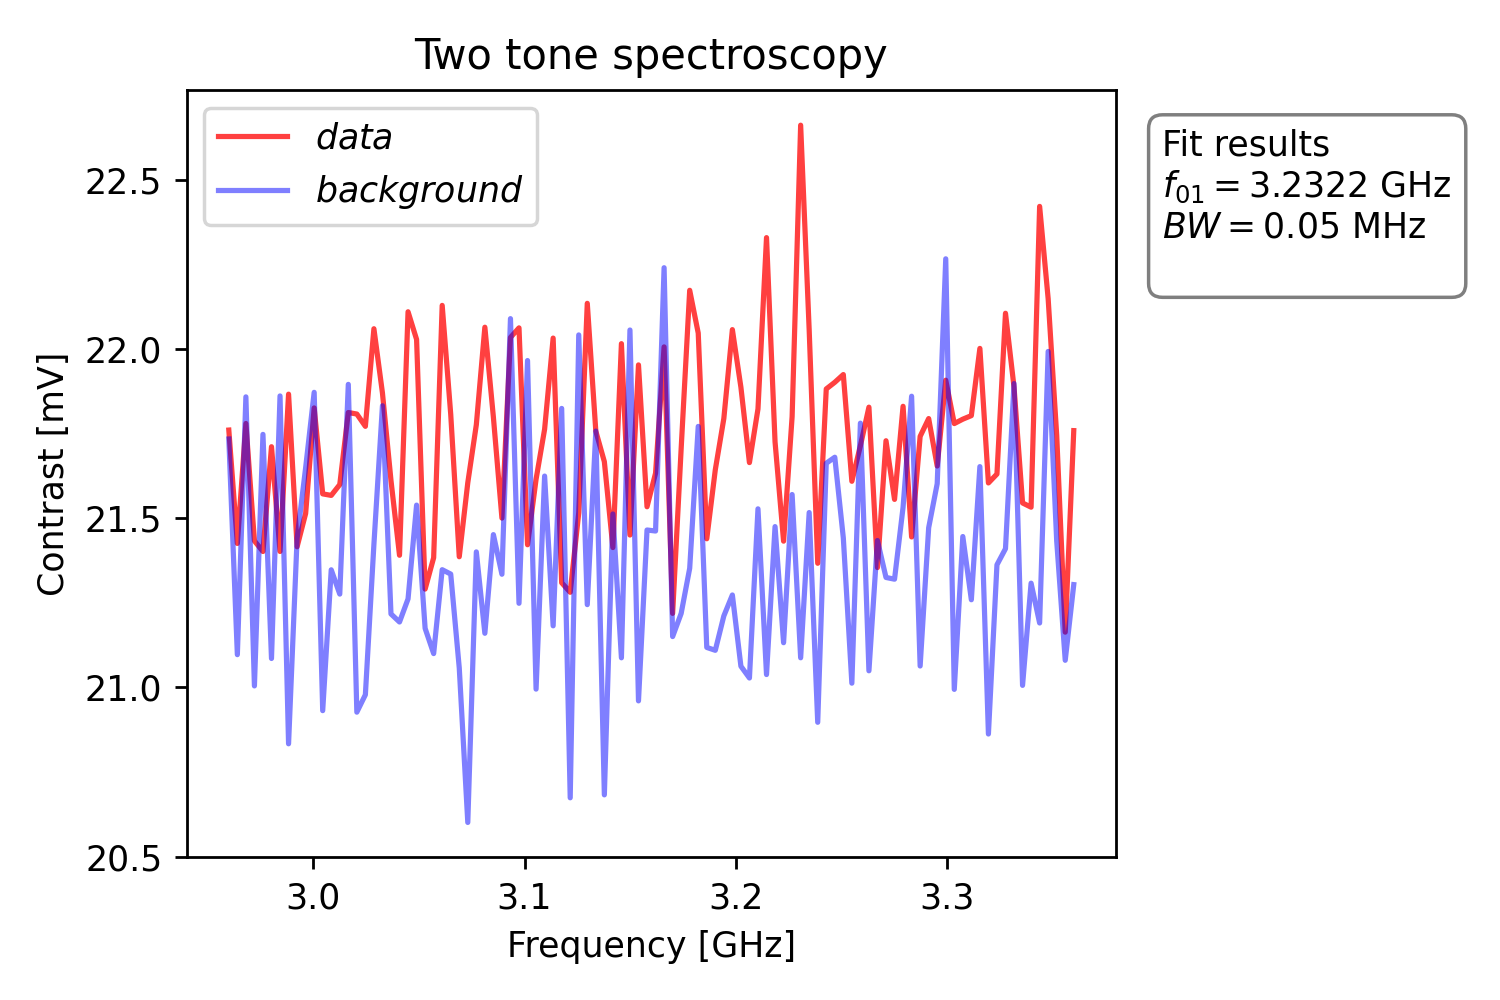 Two tone spectroscopy
data
background
Fit results
f₀₁ = 3.2322 GHz
BW = 0.05 MHz
Contrast [mV]
22.5
22.0
21.5
21.0
20.5
3.0 3.1 3.2 3.3
Frequency [GHz]